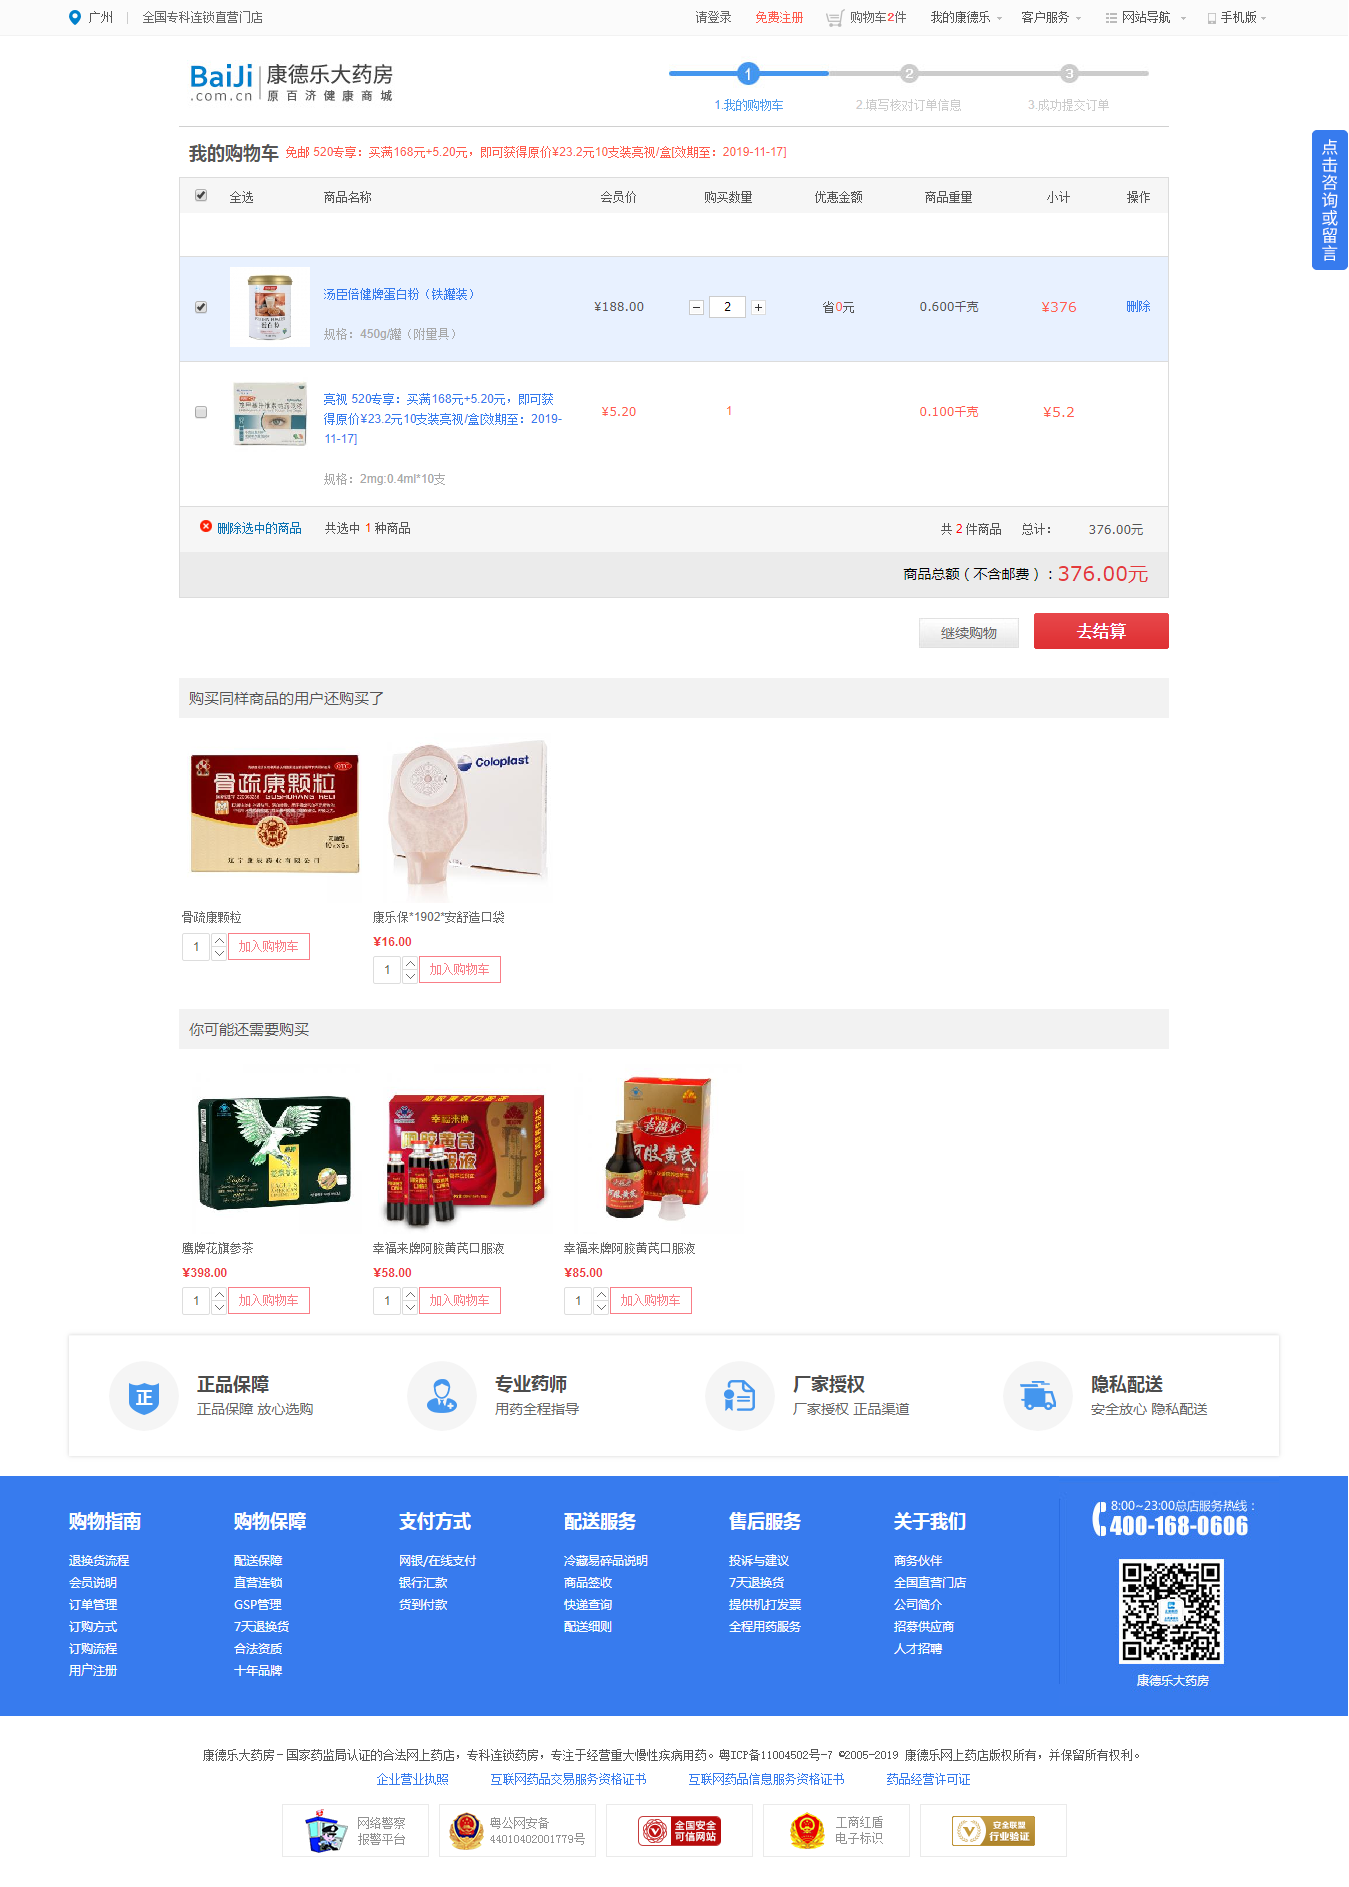 广州 全国专科连锁直营门店 请登录 免费注册 购物车2件 我的康德乐 客户服务 网站导航 手机版
BaiJi .com.cn 康德乐大药房 原百济健康商城
1 2 3
1.我的购物车 2.填写核对订单信息 3.成功提交订单
点击咨询或留言
我的购物车 免邮 520专享：买满168元+5.20元，即可获得原价¥23.2元10支装亮视/盒[效期至：2019-11-17]
全选 商品名称 会员价 购买数量 优惠金额 商品重量 小计 操作
汤臣倍健牌蛋白粉（铁罐装）
¥188.00 2 省0元 0.600千克 ¥376 删除
规格：450g/罐（附量具）
亮视 520专享：买满168元+5.20元，即可获
得原价¥23.2元10支装亮视/盒[效期至：2019-
11-17]
¥5.20 1 0.100千克 ¥5.2
规格：2mg:0.4ml*10支
删除选中的商品 共选中 1 种商品 共 2 件商品 总计： 376.00元
商品总额（不含邮费）：376.00元
继续购物 去结算
购买同样商品的用户还购买了
骨疏康颗粒
GUSHUKANG KELI
辽宁康辰药业有限公司
Coloplast
骨疏康颗粒 康乐保*1902*安舒造口袋
¥16.00
1 加入购物车
1 加入购物车
你可能还需要购买
幸福来牌
幸福来
阿胶黄芪
鹰牌花旗参茶 幸福来牌阿胶黄芪口服液 幸福来牌阿胶黄芪口服液
¥398.00 ¥58.00 ¥85.00
1 加入购物车 1 加入购物车 1 加入购物车
正
正品保障 专业药师 厂家授权 隐私配送
正品保障 放心选购 用药全程指导 厂家授权 正品渠道 安全放心 隐私配送
购物指南 购物保障 支付方式 配送服务 售后服务 关于我们
8:00~23:00总店服务热线：
400-168-0606
退换货流程 配送保障 网银/在线支付 冷藏易碎品说明 投诉与建议 商务伙伴
会员说明 直营连锁 银行汇款 商品签收 7天退换货 全国直营门店
订单管理 GSP管理 货到付款 快递查询 提供机打发票 公司简介
订购方式 7天退换货 配送细则 全程用药服务 招募供应商
订购流程 合法资质 人才招聘
用户注册 十年品牌
康德乐大药房
康德乐大药房－国家药监局认证的合法网上药店，专科连锁药房，专注于经营重大慢性疾病用药。粤ICP备11004502号-7 ©2005-2019 康德乐网上药店版权所有，并保留所有权利。
企业营业执照 互联网药品交易服务资格证书 互联网药品信息服务资格证书 药品经营许可证
网络警察 报警平台
粤公网安备 44010402001779号
全国安全 可信网站
工商红盾 电子标识
安全联盟 行业验证